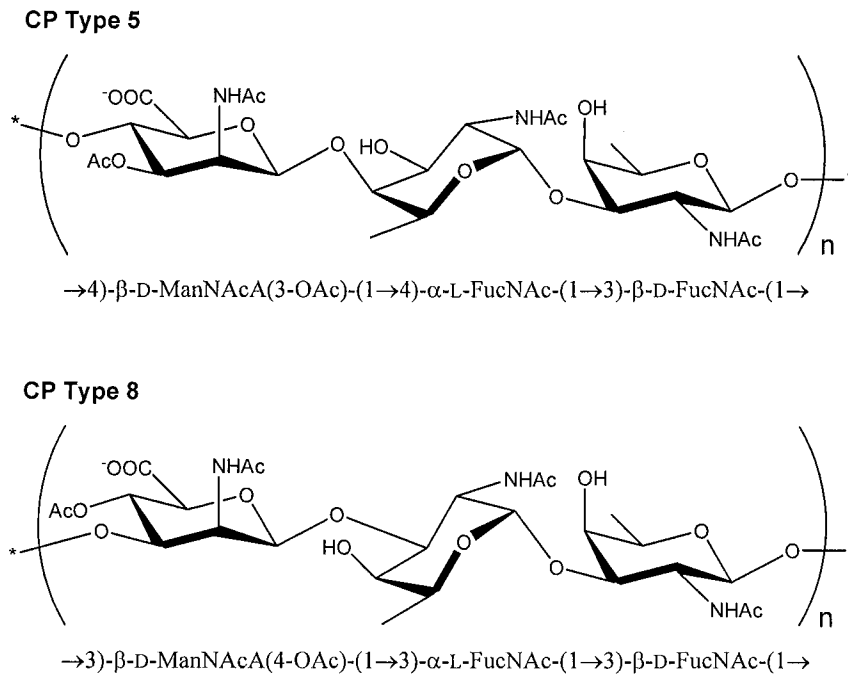 CP Type 5
⁻OOC NHAc
NHAc OH
* O O O HO O O O
AcO O
NHAc n
→4)-β-D-ManNAcA(3-OAc)-(1→4)-α-L-FucNAc-(1→3)-β-D-FucNAc-(1→
CP Type 8
⁻OOC NHAc NHAc OH
AcO O O O O
* O HO O O
NHAc n
→3)-β-D-ManNAcA(4-OAc)-(1→3)-α-L-FucNAc-(1→3)-β-D-FucNAc-(1→